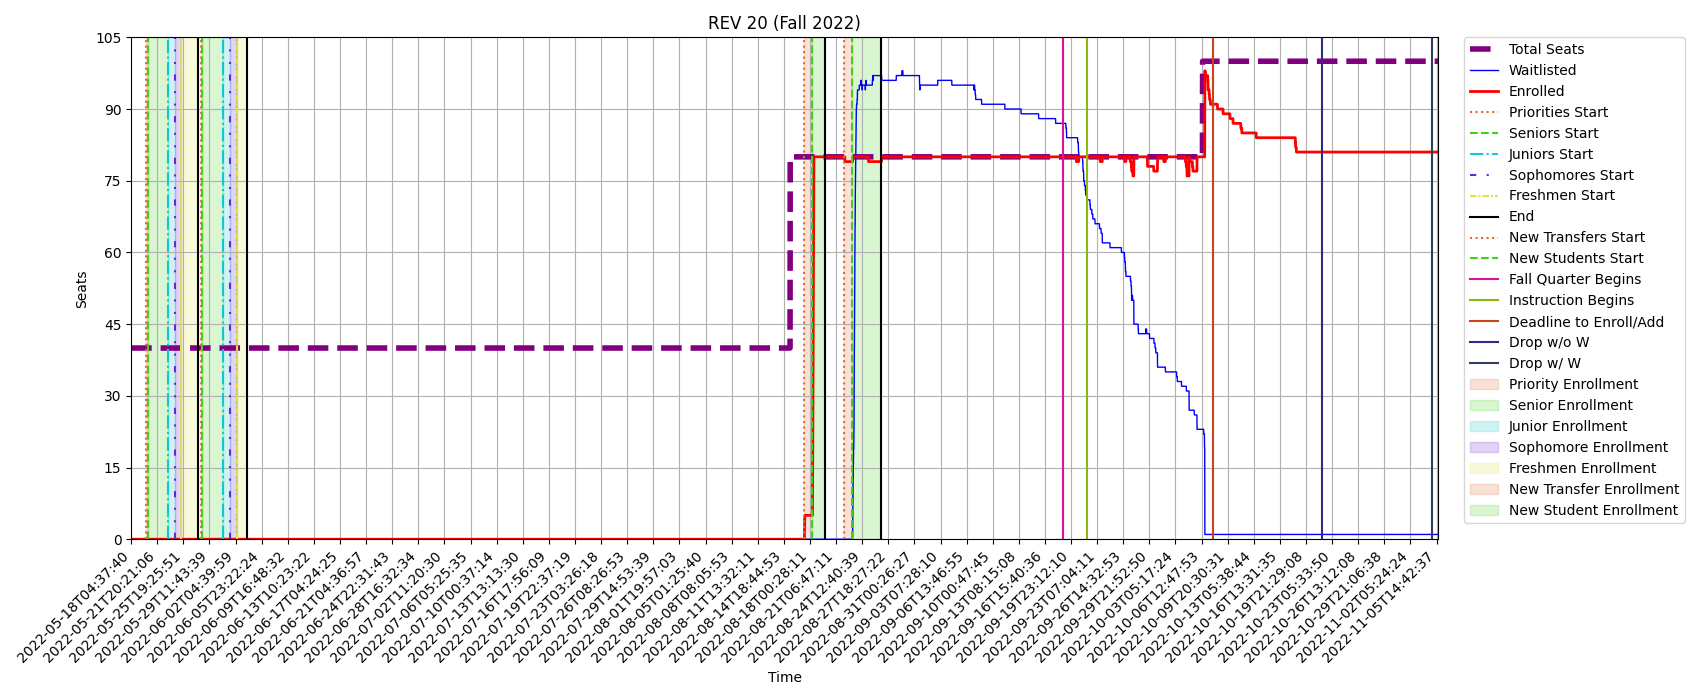 REV 20 (Fall 2022)
Seats
105
90
75
60
45
30
15
0
2022-05-18T04:37:40
2022-05-21T20:21:06
2022-05-25T19:25:51
2022-05-29T11:43:39
2022-06-02T04:39:59
2022-06-05T23:22:24
2022-06-09T16:48:32
2022-06-13T10:23:22
2022-06-17T04:24:25
2022-06-21T04:36:57
2022-06-24T22:31:43
2022-06-28T16:32:34
2022-07-02T11:20:30
2022-07-06T05:25:35
2022-07-10T00:37:14
2022-07-13T13:13:30
2022-07-16T17:56:09
2022-07-19T22:37:19
2022-07-23T03:26:18
2022-07-26T08:26:53
2022-07-29T14:53:39
2022-08-01T19:57:03
2022-08-05T01:25:40
2022-08-08T08:05:53
2022-08-11T13:32:11
2022-08-14T18:44:53
2022-08-18T00:28:11
2022-08-21T06:47:11
2022-08-24T12:40:39
2022-08-27T18:27:22
2022-08-31T00:26:27
2022-09-03T07:28:10
2022-09-06T13:46:55
2022-09-10T00:47:45
2022-09-13T08:15:08
2022-09-16T15:40:36
2022-09-19T23:12:10
2022-09-23T07:04:11
2022-09-26T14:32:53
2022-09-29T21:52:50
2022-10-03T05:17:24
2022-10-06T12:47:53
2022-10-09T20:30:31
2022-10-13T05:38:44
2022-10-16T13:31:35
2022-10-19T21:29:08
2022-10-23T05:33:50
2022-10-26T13:12:08
2022-10-29T21:06:38
2022-11-02T05:24:24
2022-11-05T14:42:37
Time
Total Seats
Waitlisted
Enrolled
Priorities Start
Seniors Start
Juniors Start
Sophomores Start
Freshmen Start
End
New Transfers Start
New Students Start
Fall Quarter Begins
Instruction Begins
Deadline to Enroll/Add
Drop w/o W
Drop w/ W
Priority Enrollment
Senior Enrollment
Junior Enrollment
Sophomore Enrollment
Freshmen Enrollment
New Transfer Enrollment
New Student Enrollment